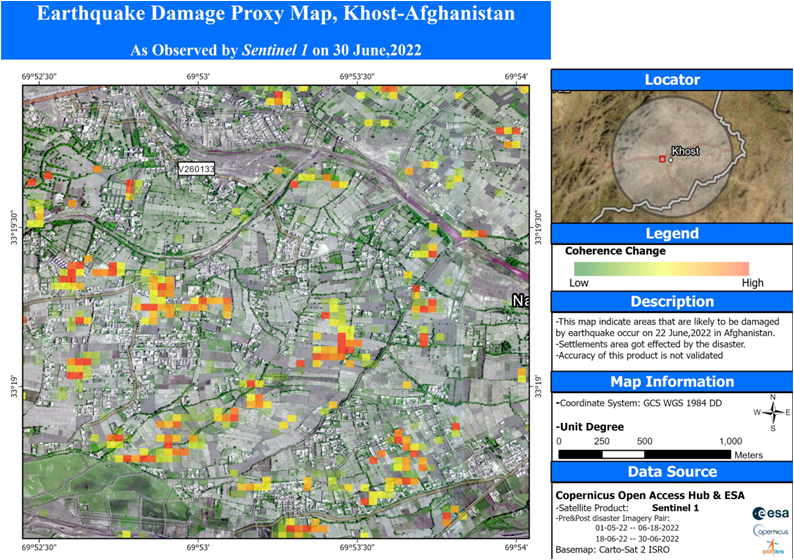 Earthquake Damage Proxy Map, Khost-Afghanistan
As Observed by Sentinel 1 on 30 June,2022
69°52'30" 69°53' 69°53'30" 69°54'
V260133
33°19'30" 33°19'30"
Na
33°19' 33°19'
69°52'30" 69°53' 69°53'30" 69°54'
Locator
Khost
Legend
Coherence Change
Low High
Description
-This map indicate areas that are likely to be damaged
by earthquake occur on 22 June,2022 in Afghanistan.
-Settlements area got effected by the disaster.
-Accuracy of this product is not validated
Map Information
-Coordinate System: GCS WGS 1984 DD
-Unit Degree
N
W E
S
0 250 500 1,000
Meters
Data Source
Copernicus Open Access Hub & ESA
-Satellite Product: Sentinel 1
-Pre&Post disaster Imagery Pair:
01-05-22 -- 06-18-2022
18-06-22 -- 30-06-2022
Basemap: Carto-Sat 2 ISRO
esa
Copernicus